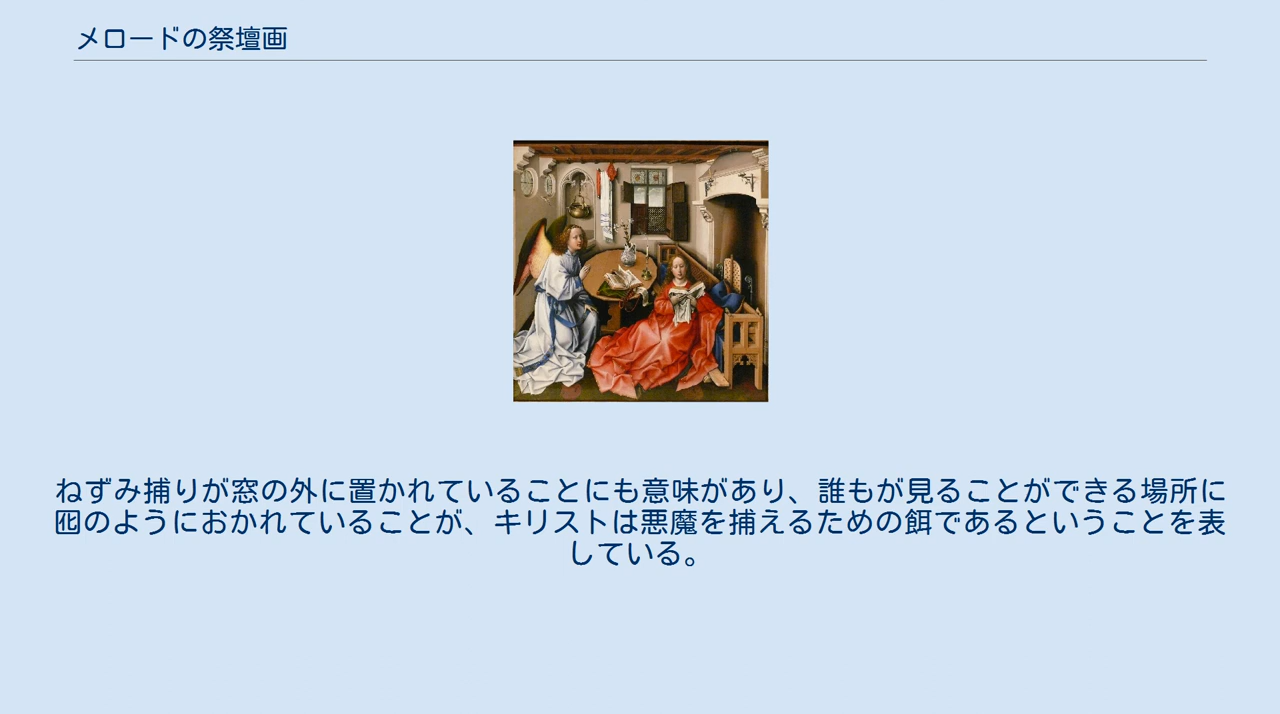 メロードの祭壇画
ねずみ捕りが窓の外に置かれていることにも意味があり、誰もが見ることができる場所に
囮のようにおかれていることが、キリストは悪魔を捕えるための餌であるということを表
している。